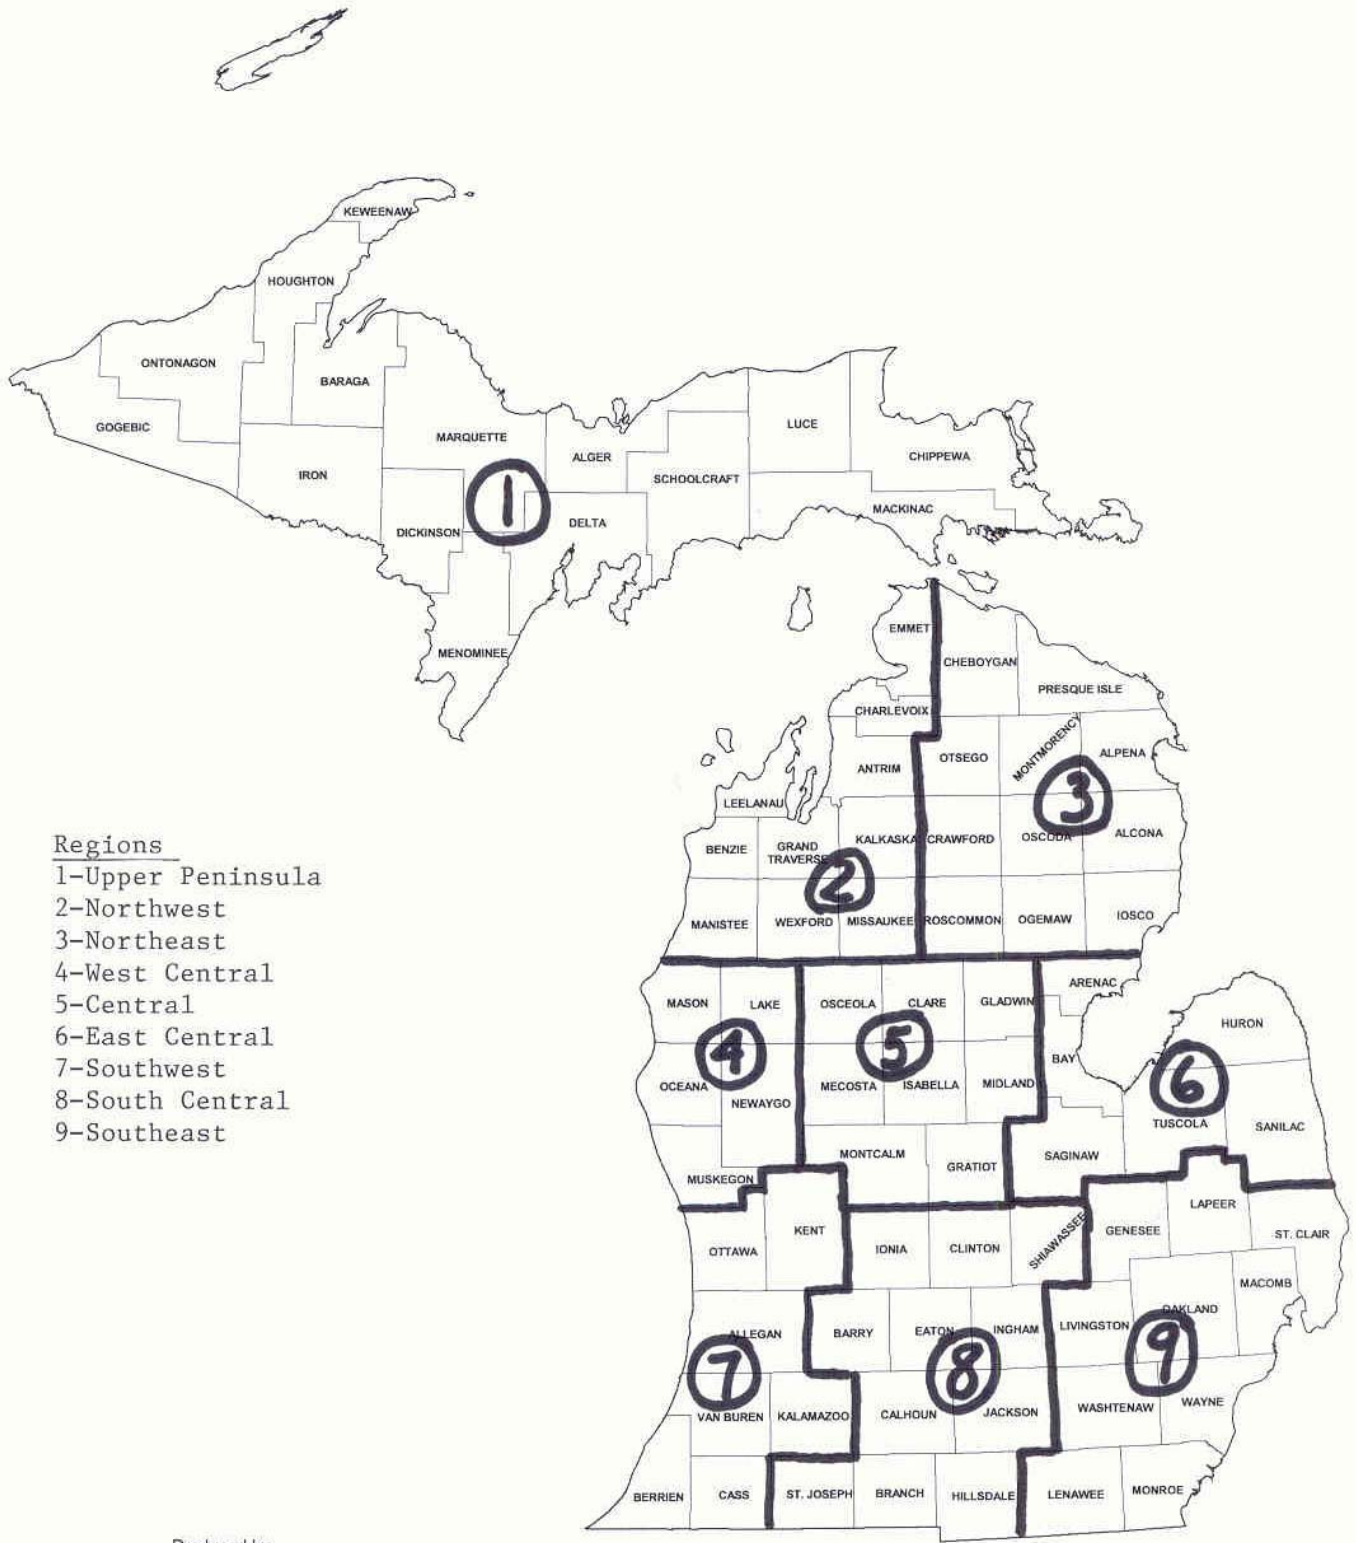 KEWEENAW
HOUGHTON
ONTONAGON
BARAGA
GOGEBIC
MARQUETTE
LUCE
ALGER
CHIPPEWA
IRON
SCHOOLCRAFT
MACKINAC
1
DICKINSON
DELTA
EMMET
MENOMINEE
CHEBOYGAN
PRESQUE ISLE
CHARLEVOIX
MONTMORENCY
ALPENA
OTSEGO
ANTRIM
3
LEELANAU
ALCONA
OSCODA
KALKASKA
CRAWFORD
BENZIE
GRAND
TRAVERSE
2
MANISTEE
WEXFORD
MISSAUKEE
ROSCOMMON
OGEMAW
IOSCO
Regions
1-Upper Peninsula
2-Northwest
3-Northeast
4-West Central
5-Central
6-East Central
7-Southwest
8-South Central
9-Southeast
ARENAC
MASON
LAKE
OSCEOLA
CLARE
GLADWIN
HURON
4
5
BAY
6
OCEANA
NEWAYGO
MECOSTA
ISABELLA
MIDLAND
TUSCOLA
SANILAC
MONTCALM
GRATIOT
SAGINAW
MUSKEGON
LAPEER
KENT
OTTAWA
IONIA
CLINTON
SHIAWASSEE
GENESEE
ST. CLAIR
MACOMB
OAKLAND
ALLEGAN
BARRY
EATON
INGHAM
LIVINGSTON
9
7
8
VAN BUREN
KALAMAZOO
CALHOUN
JACKSON
WASHTENAW
WAYNE
BERRIEN
CASS
ST. JOSEPH
BRANCH
HILLSDALE
LENAWEE
MONROE